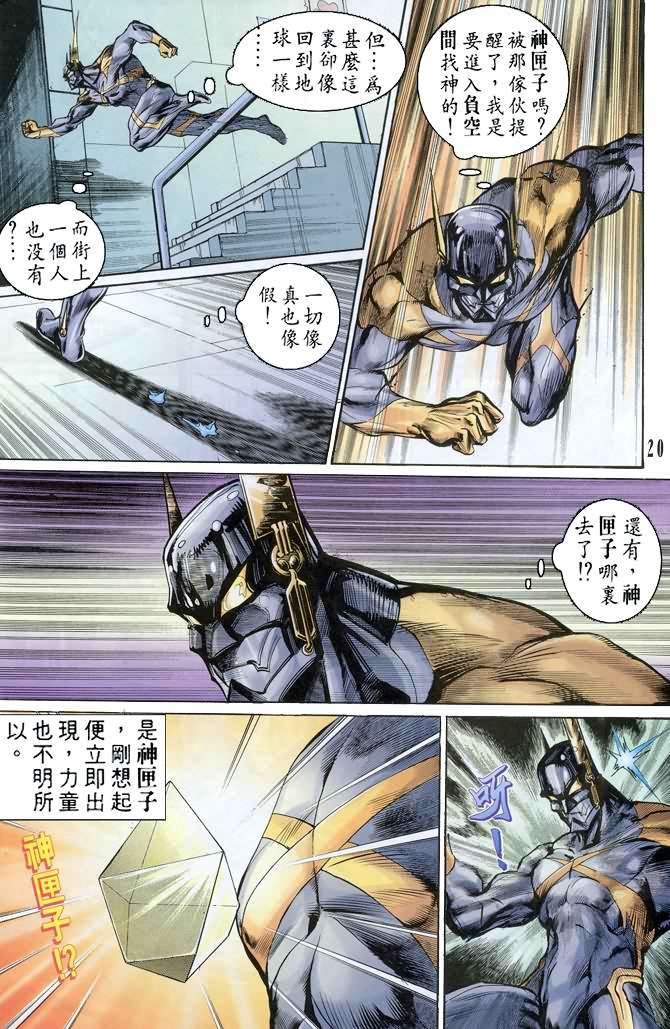 神匣子嗎？
被那傢伙提
醒了，我是
要進入負空
間找神的！
但…為
甚麼這
裏卻像
回到地
球一樣
……
而街上
一個人
也沒有
…？
一切像
真也像
假！
20
還有，神
匣子哪裏
去了!?
呀！
是神匣子
，剛想起
便立即出
現，力童
也不明所
以。
神匣子!?